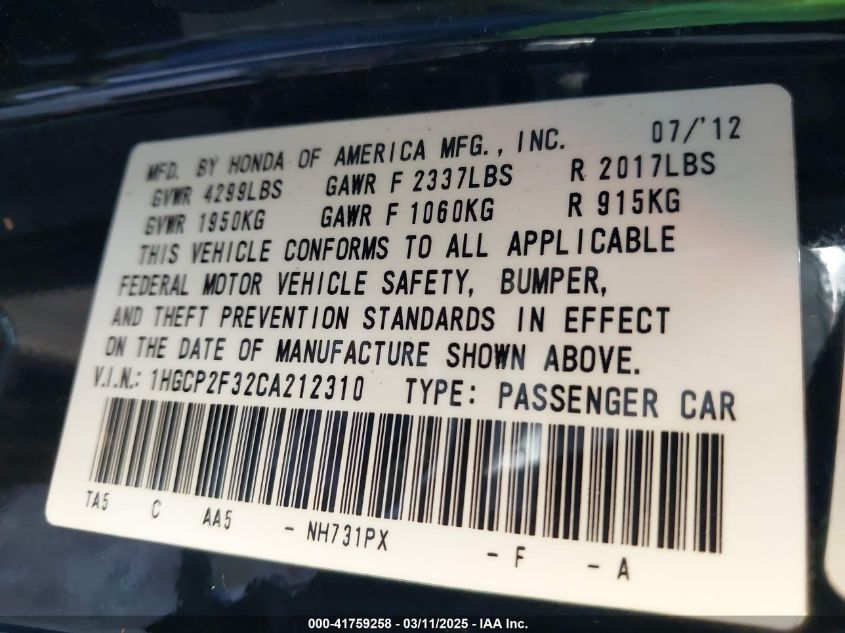 MFD. BY HONDA OF AMERICA MFG., INC. 07/'12
GVWR 4299LBS GAWR F 2337LBS R 2017LBS
GVWR 1950KG GAWR F 1060KG R 915KG
THIS VEHICLE CONFORMS TO ALL APPLICABLE
FEDERAL MOTOR VEHICLE SAFETY, BUMPER,
AND THEFT PREVENTION STANDARDS IN EFFECT
ON THE DATE OF MANUFACTURE SHOWN ABOVE.
V.I.N.: 1HGCP2F32CA212310 TYPE: PASSENGER CAR
TA5 C AA5 - NH731PX - F - A
000-41759258 - 03/11/2025 - IAA Inc.